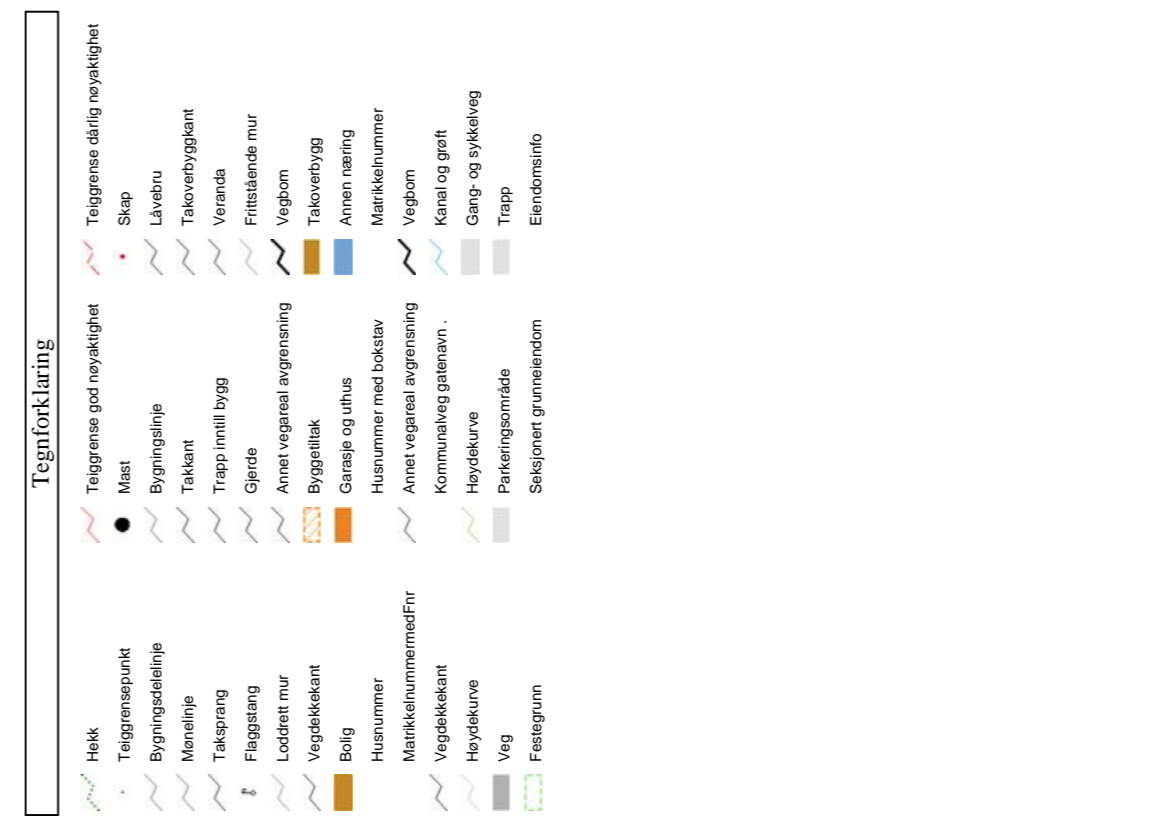 Tegnforklaring
Hekk
Teiggrensepunkt
Bygningsdelelinje
Mønelinje
Taksprang
Flaggstang
Loddrett mur
Vegdekkekant
Bolig
Husnummer
MatrikkelnummermedFnr
Vegdekkekant
Høydekurve
Veg
Festegrunn
Teiggrense god nøyaktighet
Mast
Bygningslinje
Takkant
Trapp inntill bygg
Gjerde
Annet vegareal avgrensning
Byggetiltak
Garasje og uthus
Husnummer med bokstav
Annet vegareal avgrensning
Kommunalveg gatenavn .
Høydekurve
Parkeringsområde
Seksjonert grunneiendom
Teiggrense dårlig nøyaktighet
Skap
Låvebru
Takoverbyggkant
Veranda
Frittstående mur
Vegbom
Takoverbygg
Annen næring
Matrikkelnummer
Vegbom
Kanal og grøft
Gang- og sykkelveg
Trapp
Eiendomsinfo